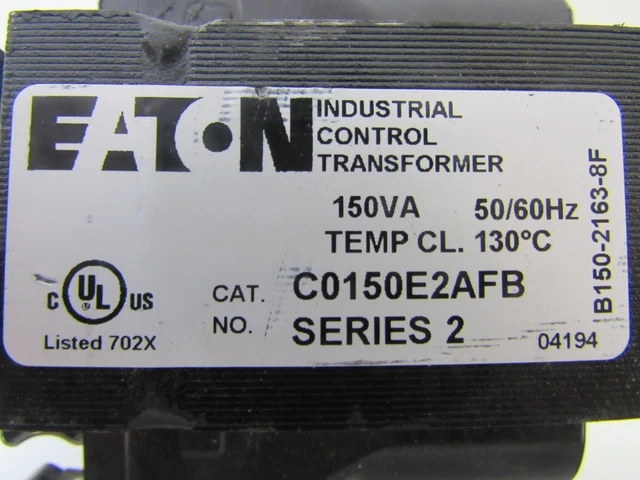 EATON
INDUSTRIAL
CONTROL
TRANSFORMER
150VA 50/60Hz
TEMP CL. 130°C
C UL US
Listed 702X
CAT. C0150E2AFB
NO. SERIES 2
04194
B150-2163-8F